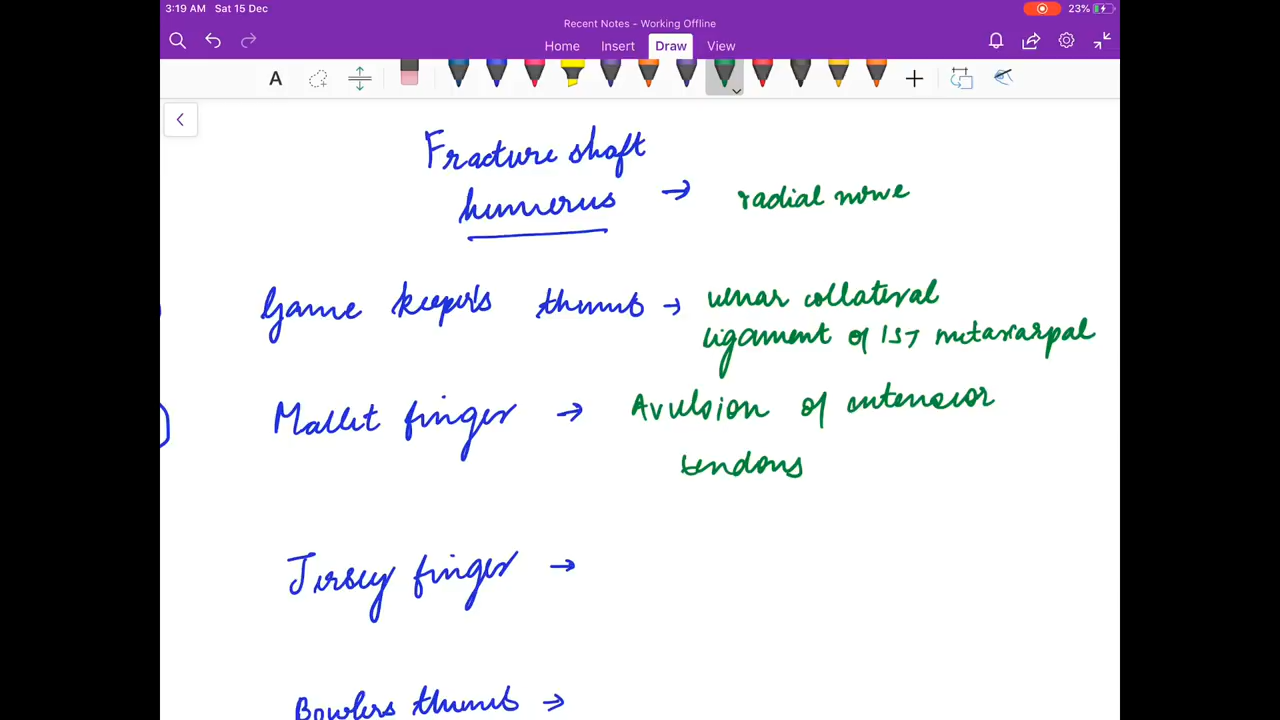 3:19 AM Sat 15 Dec
23%
Recent Notes - Working Offline
Home Insert Draw View
A
Fracture shaft
humerus → radial nerve
Game keeper's thumb → ulnar collateral
ligament of 1st metacarpal
Mallet finger → Avulsion of extensor
tendons
Jersey finger →
Bowlers thumb →